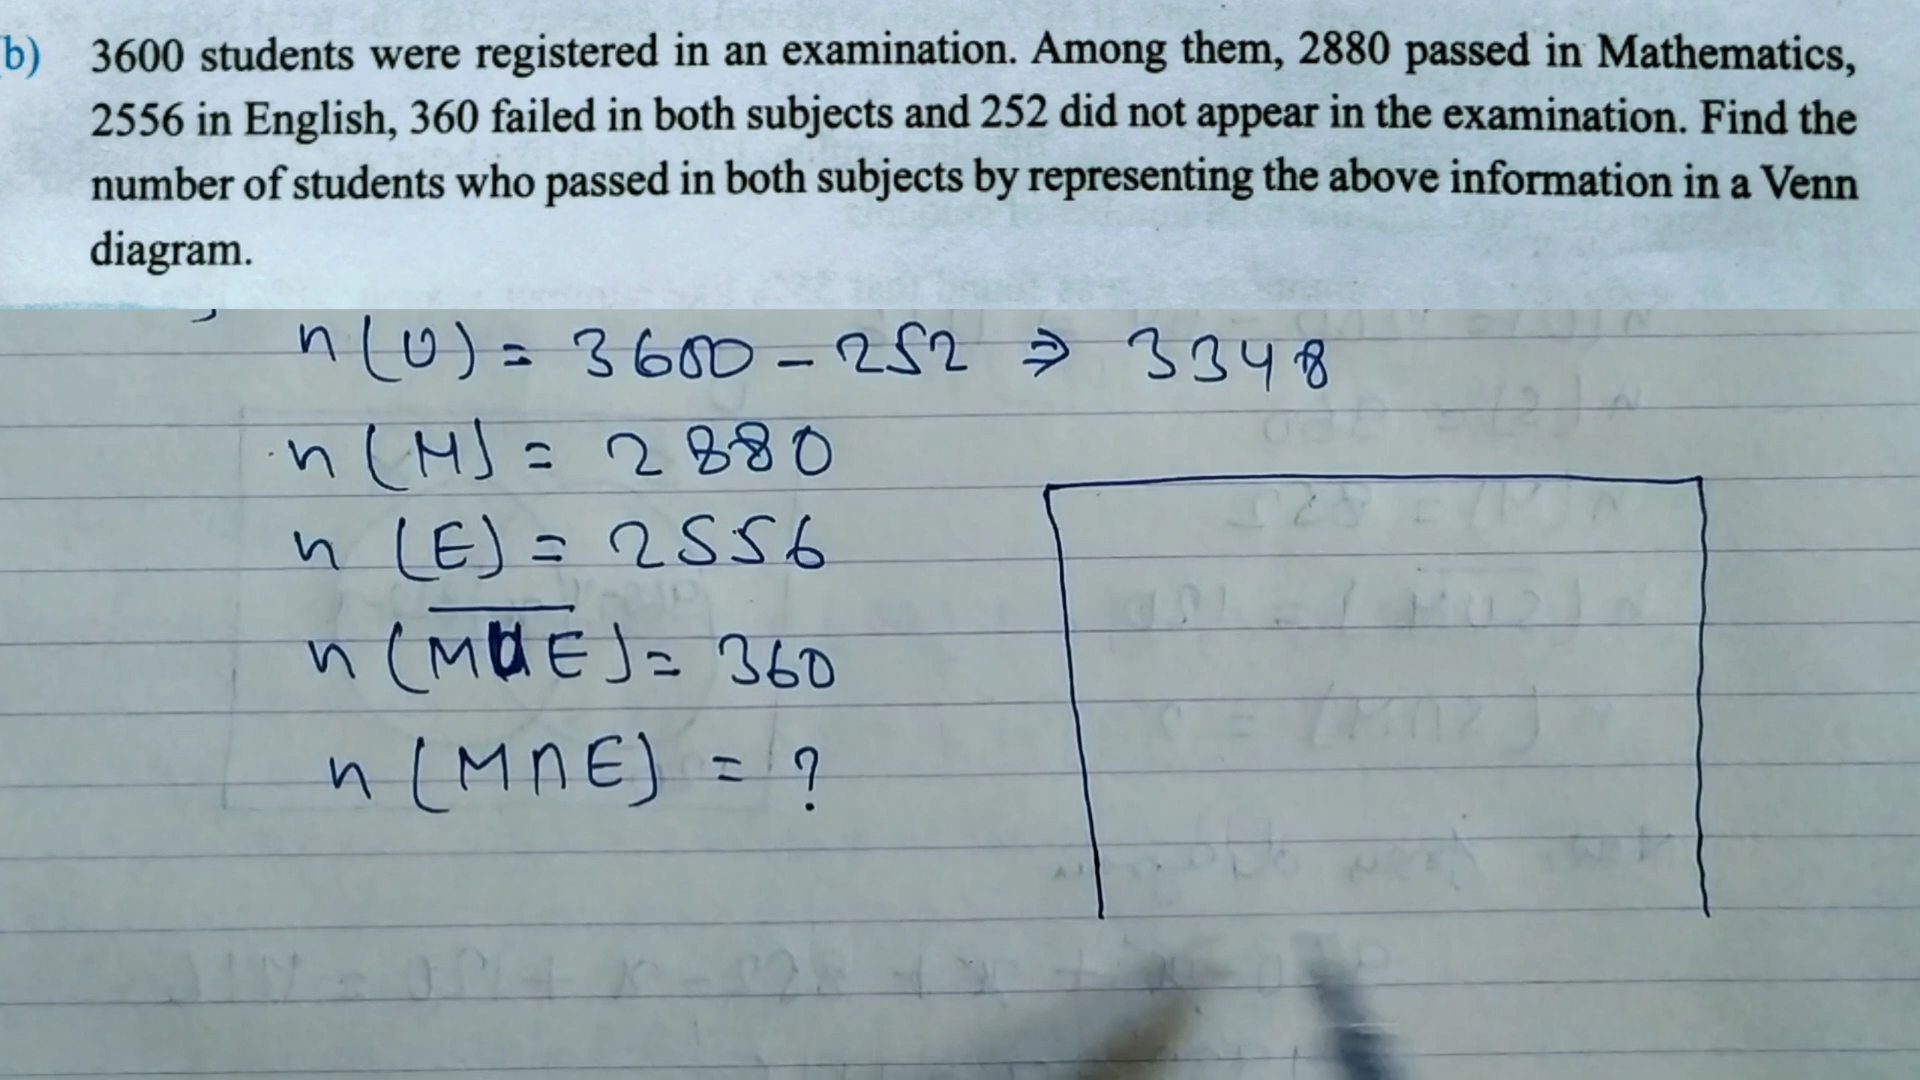 b) 3600 students were registered in an examination. Among them, 2880 passed in Mathematics,
2556 in English, 360 failed in both subjects and 252 did not appear in the examination. Find the
number of students who passed in both subjects by representing the above information in a Venn
diagram.
n(U) = 3600 - 252 ⇒ 3348
n(M) = 2880
n(E) = 2556
n(\overline{M∪E}) = 360
n(M∩E) = ?